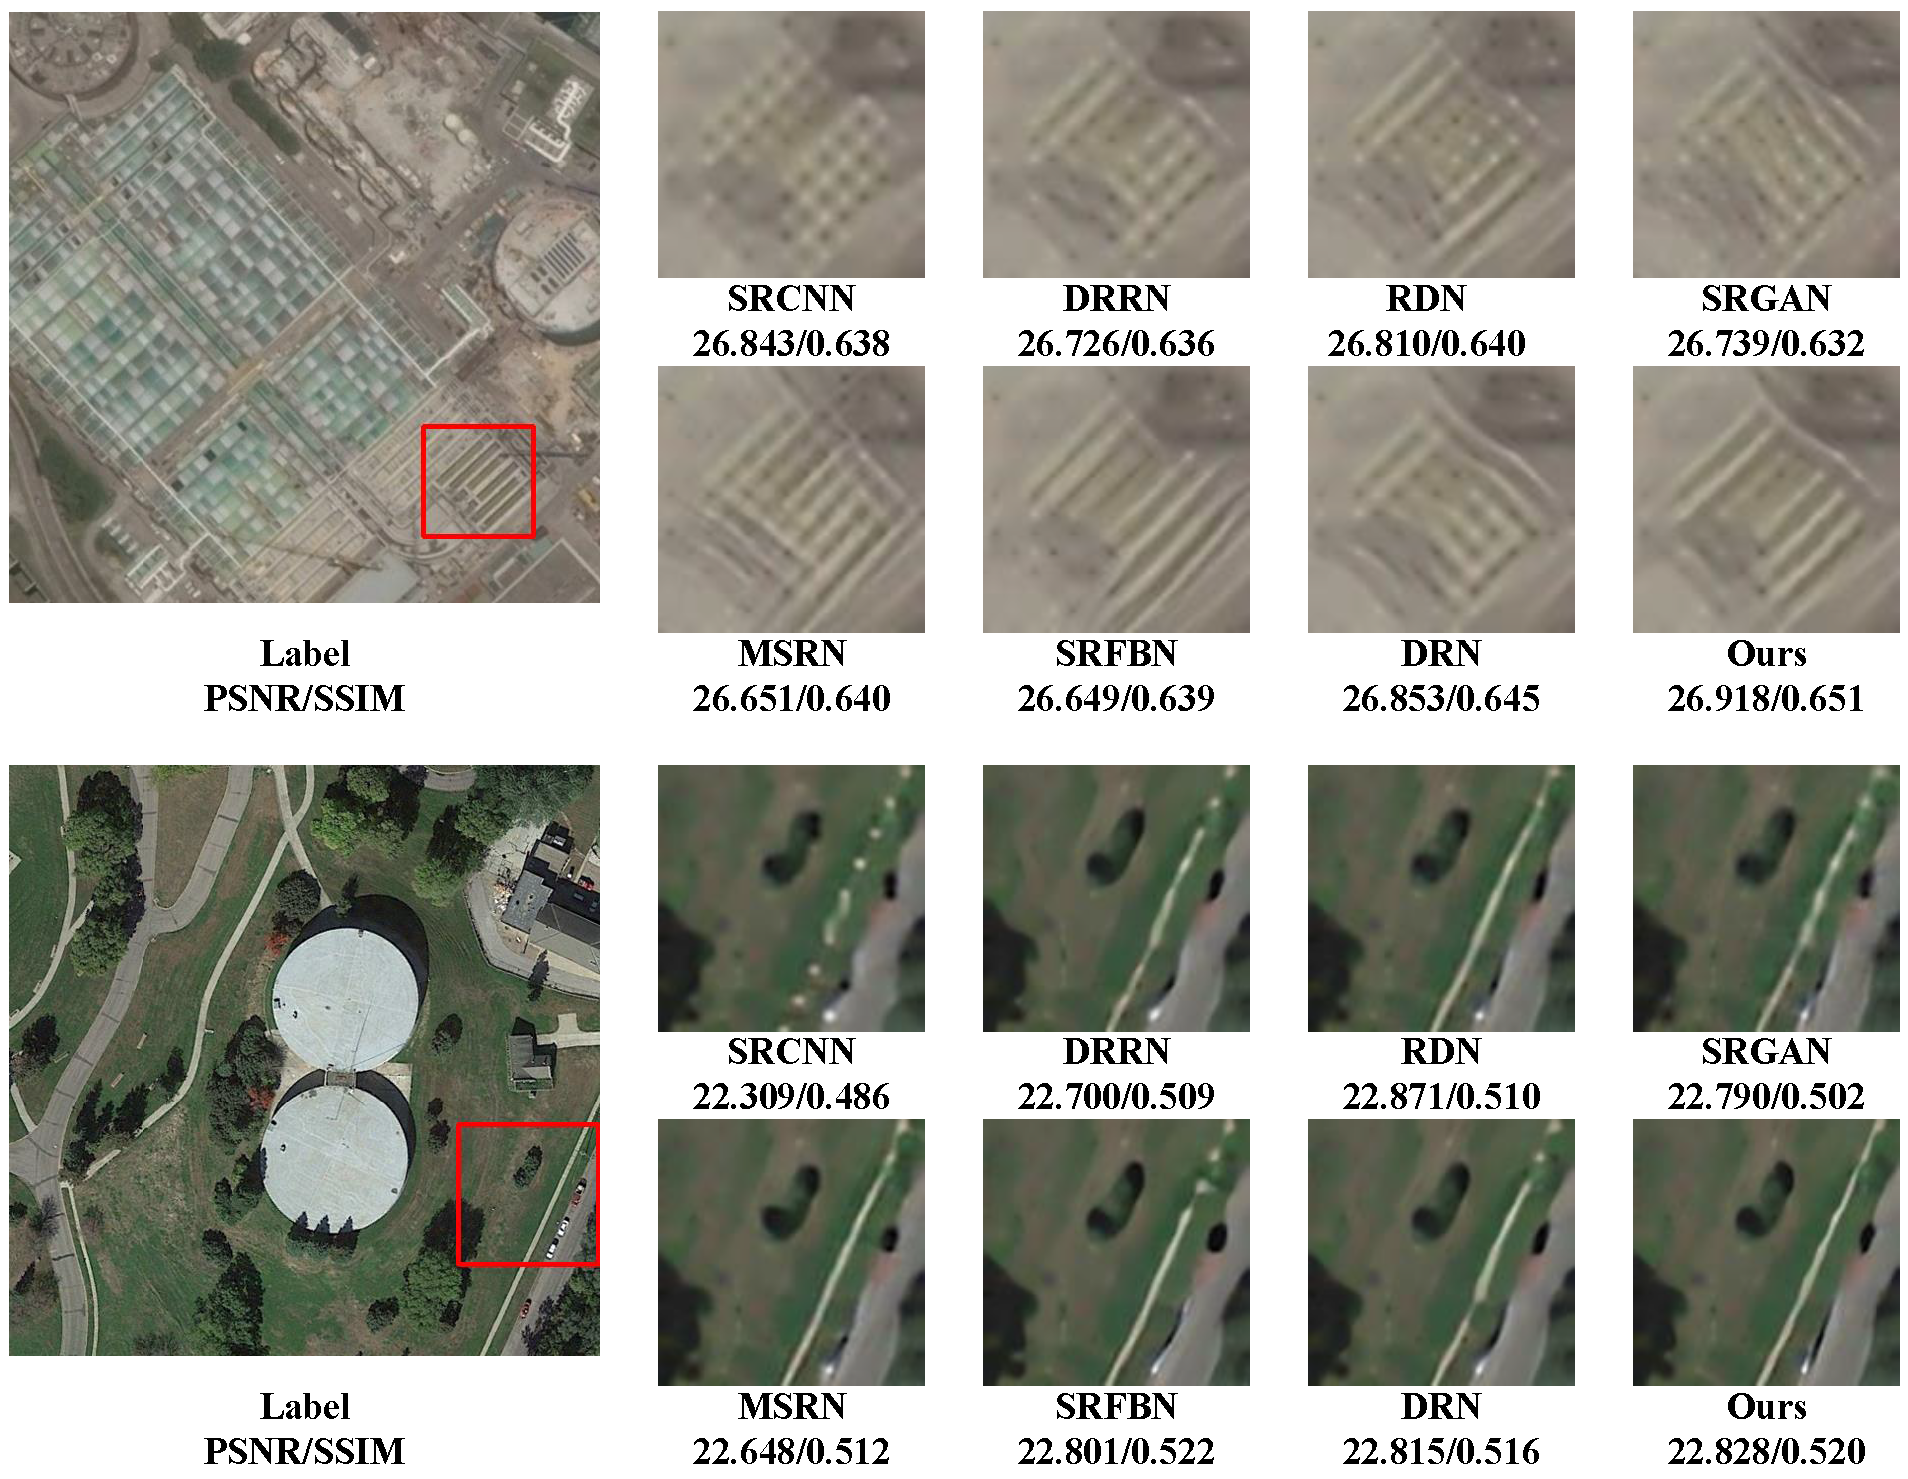 SRCNN DRRN RDN SRGAN
26.843/0.638 26.726/0.636 26.810/0.640 26.739/0.632
Label MSRN SRFBN DRN Ours
PSNR/SSIM 26.651/0.640 26.649/0.639 26.853/0.645 26.918/0.651
SRCNN DRRN RDN SRGAN
22.309/0.486 22.700/0.509 22.871/0.510 22.790/0.502
Label MSRN SRFBN DRN Ours
PSNR/SSIM 22.648/0.512 22.801/0.522 22.815/0.516 22.828/0.520